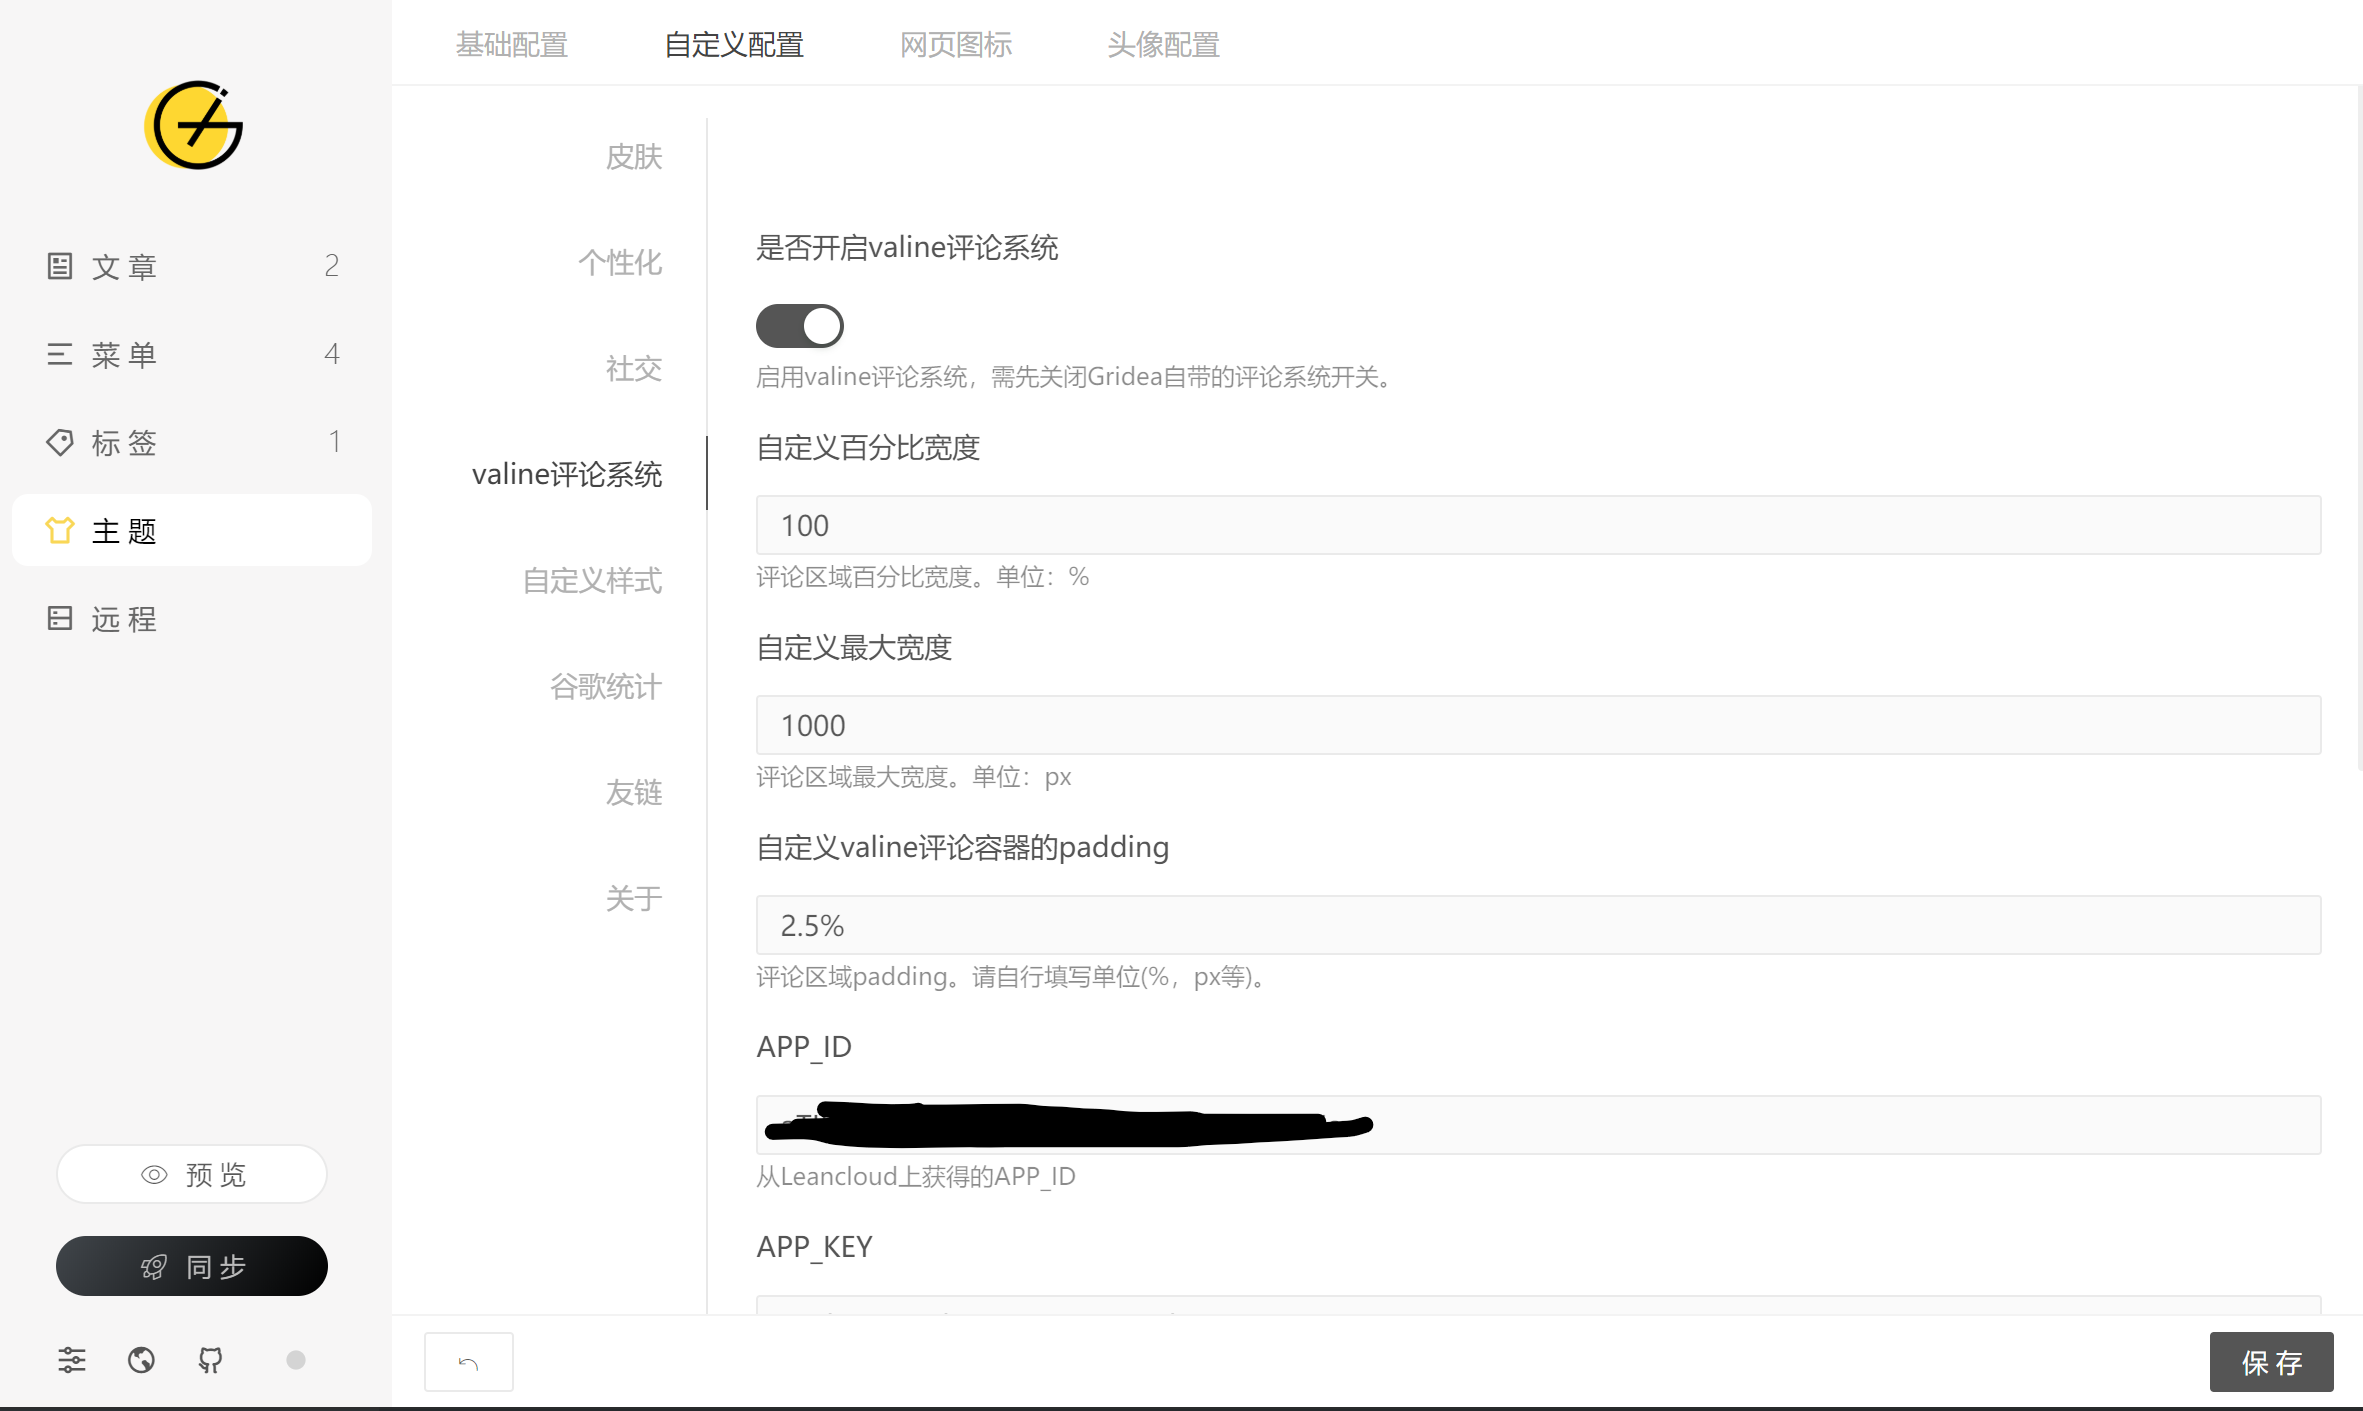 基础配置 自定义配置 网页图标 头像配置
文章 2
菜单 4
标签 1
主题
远程
预览
同步
皮肤
个性化
社交
valine评论系统
自定义样式
谷歌统计
友链
关于
是否开启valine评论系统
启用valine评论系统，需先关闭Gridea自带的评论系统开关。
自定义百分比宽度
100
评论区域百分比宽度。单位：%
自定义最大宽度
1000
评论区域最大宽度。单位：px
自定义valine评论容器的padding
2.5%
评论区域padding。请自行填写单位(%，px等)。
APP_ID
从Leancloud上获得的APP_ID
APP_KEY
保存